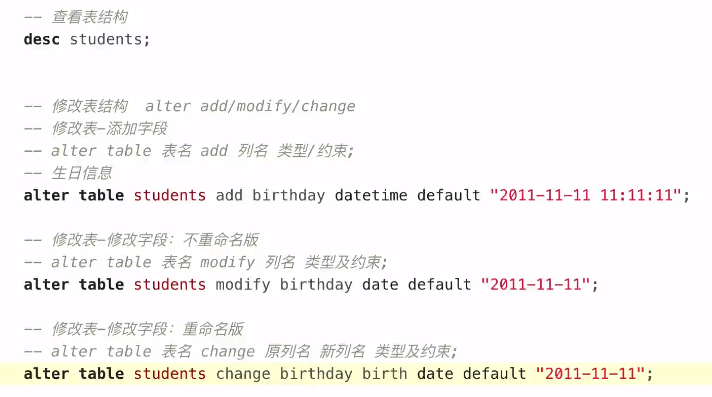 -- 查看表结构
desc students;
-- 修改表结构  alter add/modify/change
-- 修改表-添加字段
-- alter table 表名 add 列名 类型/约束;
-- 生日信息
alter table students add birthday datetime default "2011-11-11 11:11:11";
-- 修改表-修改字段：不重命名版
-- alter table 表名 modify 列名 类型及约束;
alter table students modify birthday date default "2011-11-11";
-- 修改表-修改字段：重命名版
-- alter table 表名 change 原列名 新列名 类型及约束;
alter table students change birthday birth date default "2011-11-11";